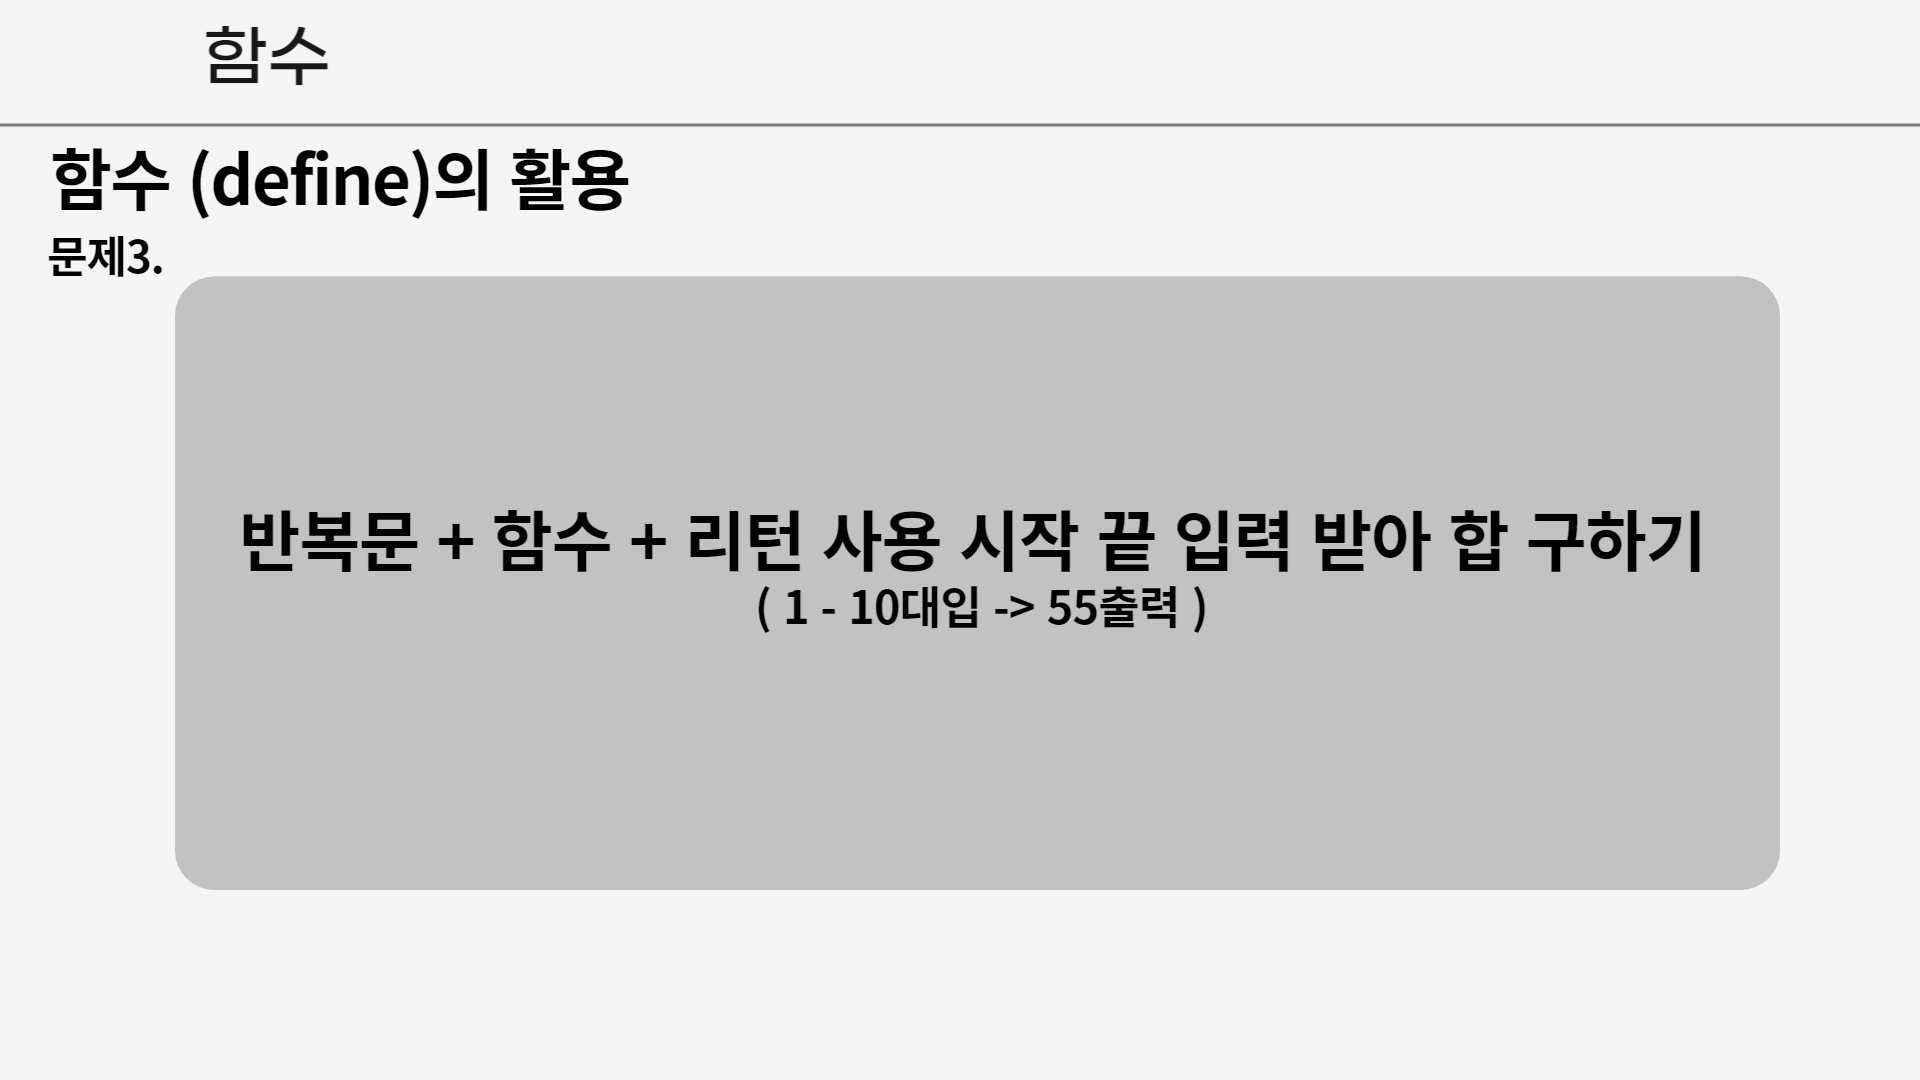 함수
함수 (define)의 활용
문제3.
반복문 + 함수 + 리턴 사용 시작 끝 입력 받아 합 구하기
( 1 - 10대입 -> 55출력 )